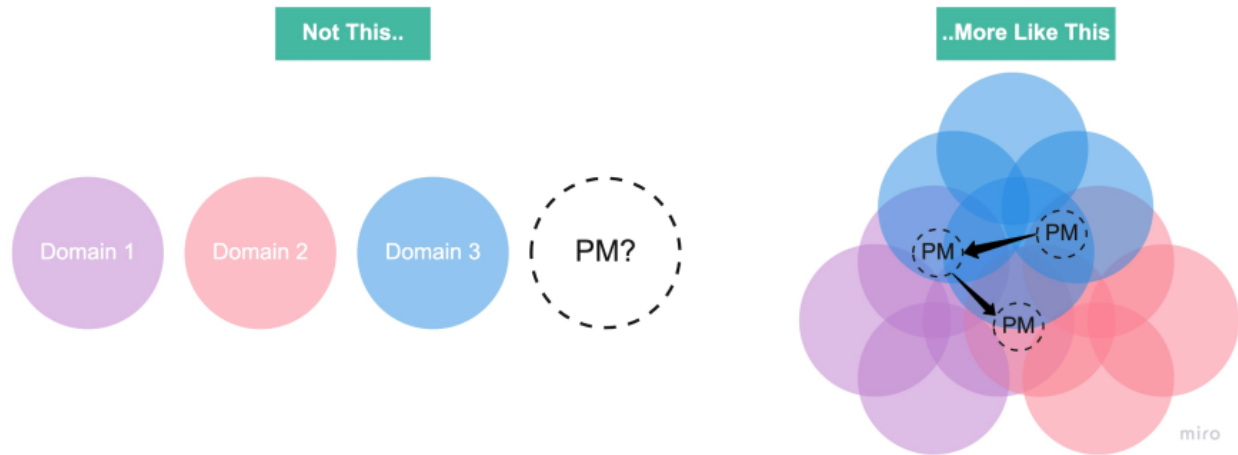 Not This..
..More Like This
Domain 1
Domain 2
Domain 3
PM?
PM
PM
PM
miro